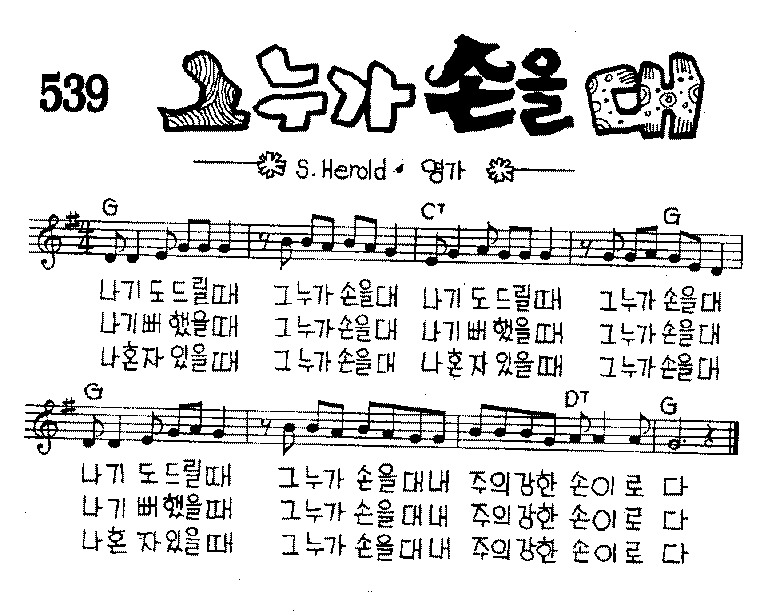 539 그 누가 손을 대
S. Herold · 영가
G C7 G
나 기 도 드 릴 때 그 누 가 손 을 대 나 기 도 드 릴 때 그 누 가 손 을 대
나 기 뻐 했 을 때 그 누 가 손 을 대 나 기 뻐 했 을 때 그 누 가 손 을 대
나 혼 자 있 을 때 그 누 가 손 을 대 나 혼 자 있 을 때 그 누 가 손 을 대
G D7 G
나 기 도 드 릴 때 그 누 가 손 을 대 내 주 의 강 한 손 이 로 다
나 기 뻐 했 을 때 그 누 가 손 을 대 내 주 의 강 한 손 이 로 다
나 혼 자 있 을 때 그 누 가 손 을 대 내 주 의 강 한 손 이 로 다